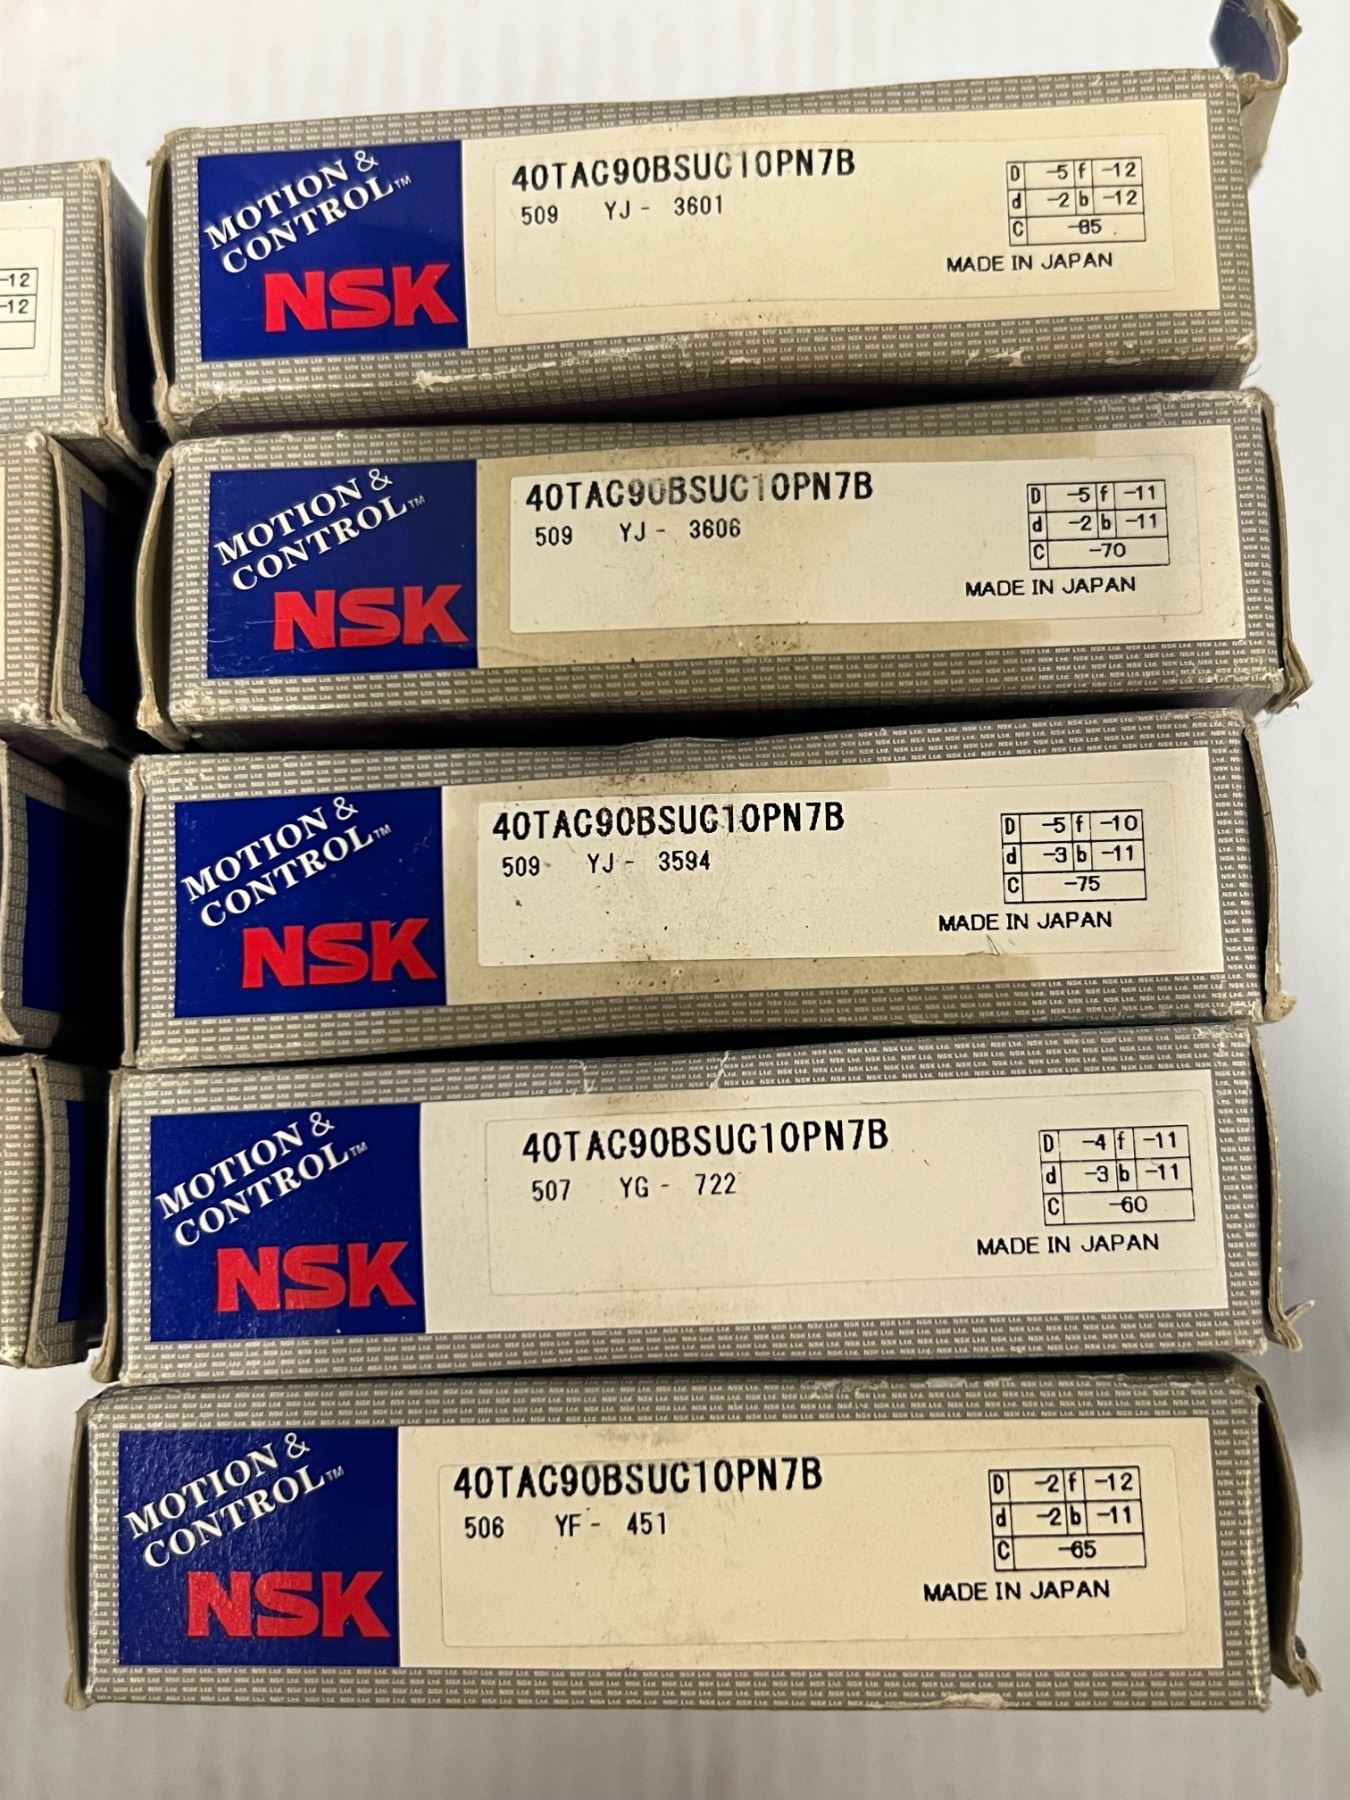 -12
-12
MOTION &
CONTROL™
NSK
40TAC90BSUC10PN7B
509 YJ - 3601
D -5 f -12
d -2 b -12
C -85
MADE IN JAPAN
MOTION &
CONTROL™
NSK
40TAC90BSUC10PN7B
509 YJ - 3606
D -5 f -11
d -2 b -11
C -70
MADE IN JAPAN
MOTION &
CONTROL™
NSK
40TAC90BSUC10PN7B
509 YJ - 3594
D -5 f -10
d -3 b -11
C -75
MADE IN JAPAN
MOTION &
CONTROL™
NSK
40TAC90BSUC10PN7B
507 YG - 722
D -4 f -11
d -3 b -11
C -60
MADE IN JAPAN
MOTION &
CONTROL™
NSK
40TAC90BSUC10PN7B
506 YF - 451
D -2 f -12
d -2 b -11
C -65
MADE IN JAPAN